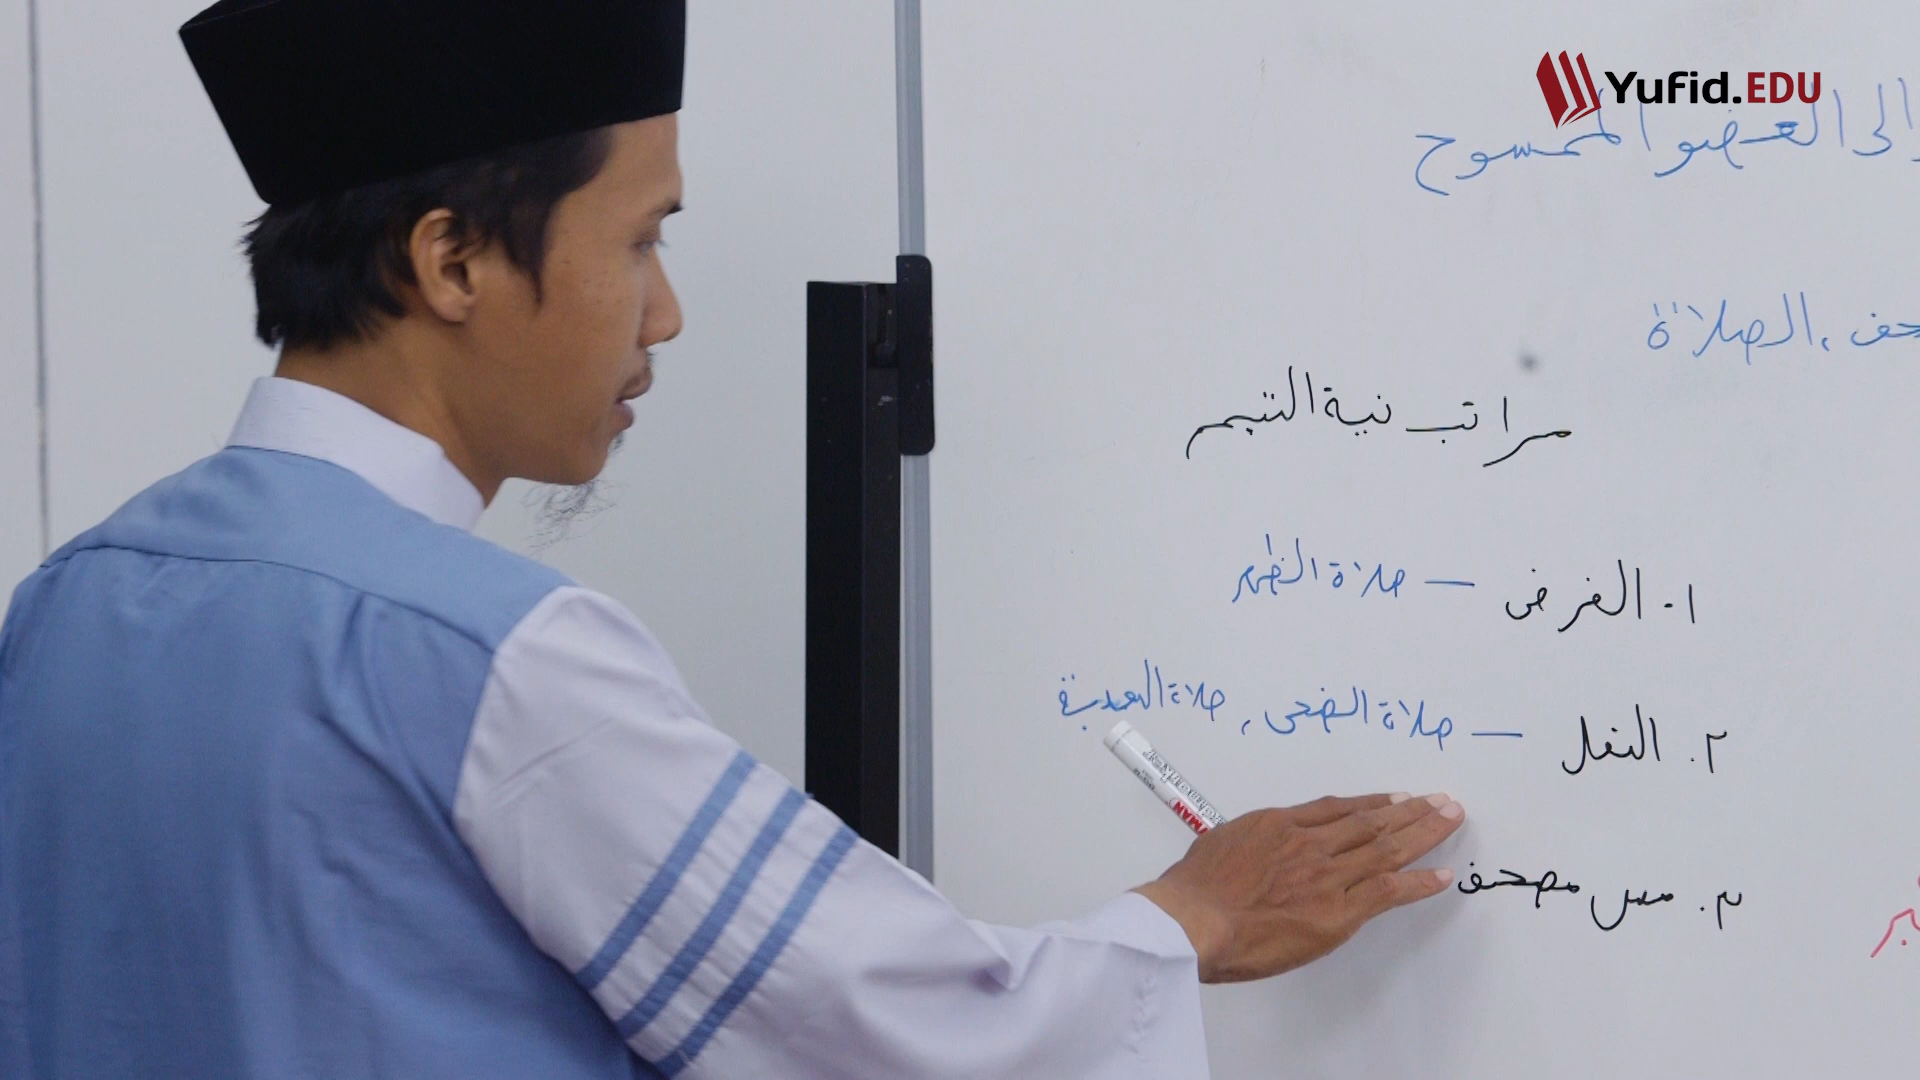 Yufid.EDU
إلى العضو الممسوح
الصلاة
مراتب نية التيمم
١. الفرض — صلاة الظهر
٢. النفل — صلاة الضحى، صلاة البعدية
٣. مس مصحف